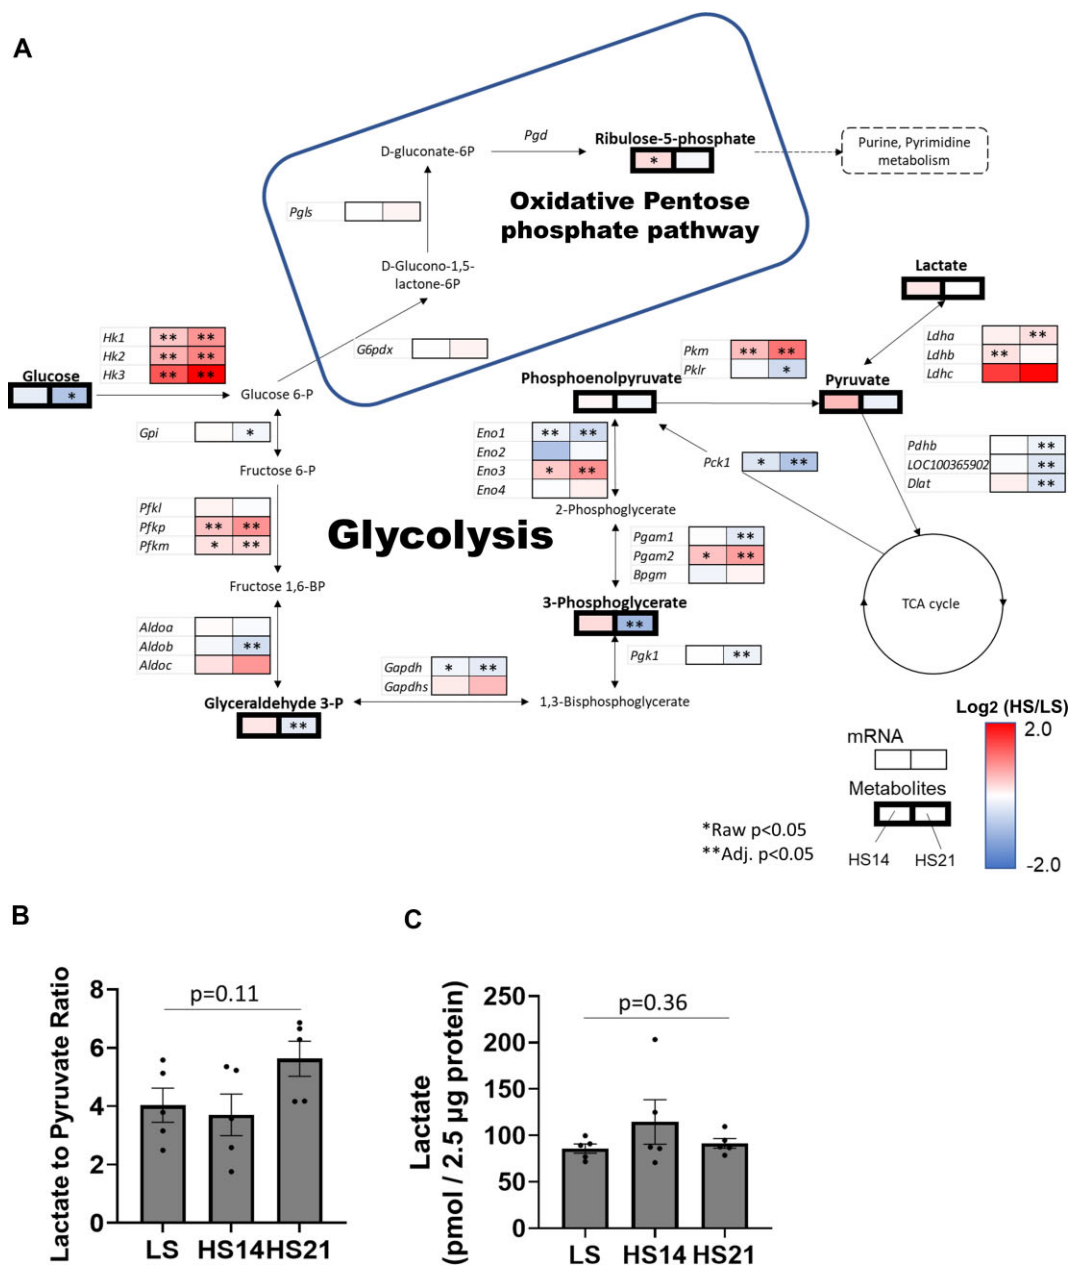 A
Pgd
Ribulose-5-phosphate
D-gluconate-6P
*
Purine, Pyrimidine
metabolism
Pgls
Oxidative Pentose
phosphate pathway
D-Glucono-1,5-
lactone-6P
Lactate
Hk1 ** **
Hk2 ** **
Hk3 ** **
G6pdx
Pkm ** **
Pklr *
Ldha **
Ldhb **
Ldhc
Glucose
*
Glucose 6-P
Phosphoenolpyruvate
Pyruvate
Gpi *
Eno1 ** **
Eno2
Eno3 * **
Eno4
Pck1 * **
Pdhb **
LOC100365902 **
Dlat **
Fructose 6-P
Pfkl
Pfkp ** **
Pfkm * **
Glycolysis
2-Phosphoglycerate
Pgam1 **
Pgam2 * **
Bpgm
Fructose 1,6-BP
3-Phosphoglycerate
**
TCA cycle
Aldoa
Aldob **
Aldoc
Gapdh * **
Gapdhs
Pgk1 **
Glyceraldehyde 3-P
**
1,3-Bisphosphoglycerate
Log2 (HS/LS)
2.0
-2.0
mRNA
Metabolites
HS14 HS21
*Raw p<0.05
**Adj. p<0.05
B
Lactate to Pyruvate Ratio
p=0.11
8
6
4
2
0
LS HS14 HS21
C
Lactate
(pmol / 2.5 µg protein)
p=0.36
250
200
150
100
50
0
LS HS14 HS21